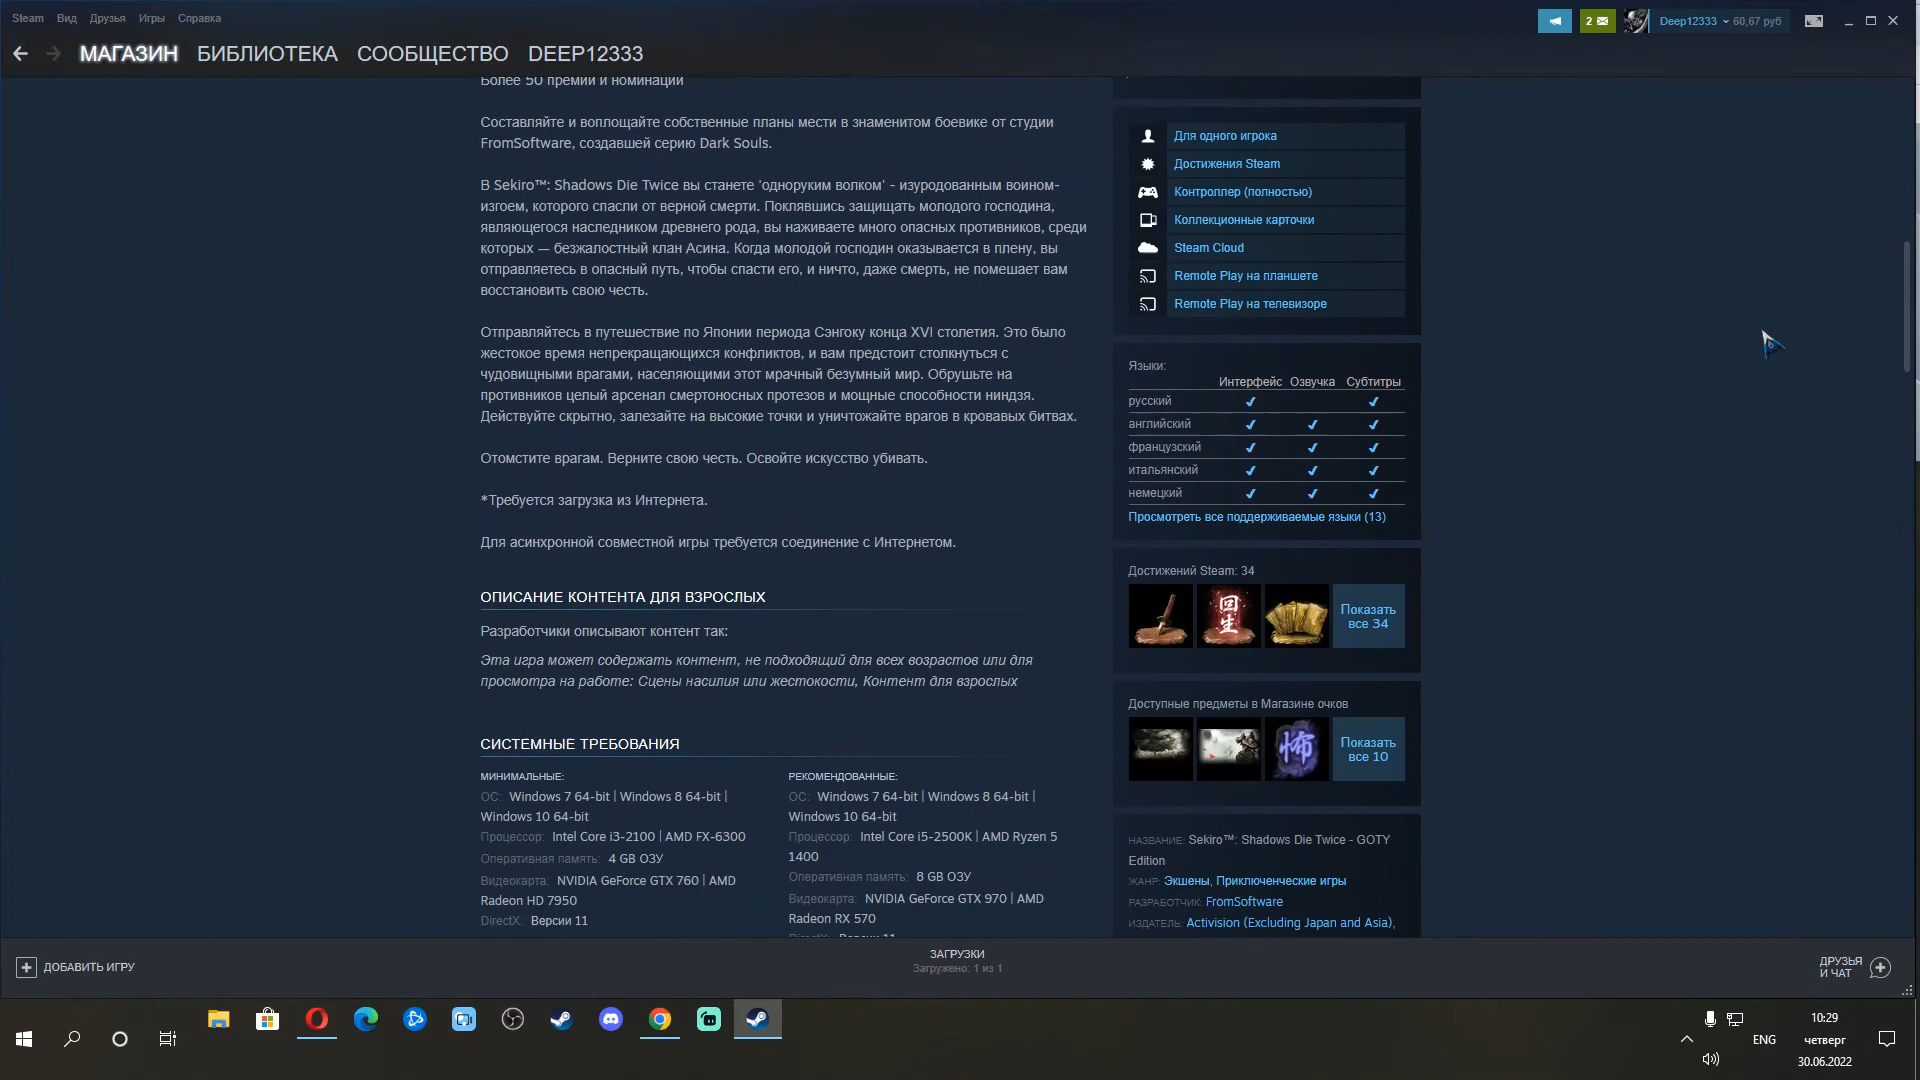 Steam Вид Друзья Игры Справка
2 Deep12333 60,67 руб
МАГАЗИН БИБЛИОТЕКА СООБЩЕСТВО DEEP12333
Более 50 премий и номинаций
Составляйте и воплощайте собственные планы мести в знаменитом боевике от студии
FromSoftware, создавшей серию Dark Souls.
В Sekiro™: Shadows Die Twice вы станете 'одноруким волком' - изуродованным воином-
изгоем, которого спасли от верной смерти. Поклявшись защищать молодого господина,
являющегося наследником древнего рода, вы наживаете много опасных противников, среди
которых — безжалостный клан Асина. Когда молодой господин оказывается в плену, вы
отправляетесь в опасный путь, чтобы спасти его, и ничто, даже смерть, не помешает вам
восстановить свою честь.
Отправляйтесь в путешествие по Японии периода Сэнгоку конца XVI столетия. Это было
жестокое время непрекращающихся конфликтов, и вам предстоит столкнуться с
чудовищными врагами, населяющими этот мрачный безумный мир. Обрушьте на
противников целый арсенал смертоносных протезов и мощные способности ниндзя.
Действуйте скрытно, залезайте на высокие точки и уничтожайте врагов в кровавых битвах.
Отомстите врагам. Верните свою честь. Освойте искусство убивать.
*Требуется загрузка из Интернета.
Для асинхронной совместной игры требуется соединение с Интернетом.
ОПИСАНИЕ КОНТЕНТА ДЛЯ ВЗРОСЛЫХ
Разработчики описывают контент так:
Эта игра может содержать контент, не подходящий для всех возрастов или для
просмотра на работе: Сцены насилия или жестокости, Контент для взрослых
СИСТЕМНЫЕ ТРЕБОВАНИЯ
МИНИМАЛЬНЫЕ:
ОС: Windows 7 64-bit | Windows 8 64-bit |
Windows 10 64-bit
Процессор: Intel Core i3-2100 | AMD FX-6300
Оперативная память: 4 GB ОЗУ
Видеокарта: NVIDIA GeForce GTX 760 | AMD
Radeon HD 7950
DirectX: Версии 11
РЕКОМЕНДОВАННЫЕ:
ОС: Windows 7 64-bit | Windows 8 64-bit |
Windows 10 64-bit
Процессор: Intel Core i5-2500K | AMD Ryzen 5
1400
Оперативная память: 8 GB ОЗУ
Видеокарта: NVIDIA GeForce GTX 970 | AMD
Radeon RX 570
DirectX: Версии 11
Для одного игрока
Достижения Steam
Контроллер (полностью)
Коллекционные карточки
Steam Cloud
Remote Play на планшете
Remote Play на телевизоре
Языки:
Интерфейс Озвучка Субтитры
русский ✔ ✔
английский ✔ ✔ ✔
французский ✔ ✔ ✔
итальянский ✔ ✔ ✔
немецкий ✔ ✔ ✔
Просмотреть все поддерживаемые языки (13)
Достижений Steam: 34
回生
Показать
все 34
Доступные предметы в Магазине очков
怖
Показать
все 10
НАЗВАНИЕ: Sekiro™: Shadows Die Twice - GOTY
Edition
ЖАНР: Экшены, Приключенческие игры
РАЗРАБОТЧИК: FromSoftware
ИЗДАТЕЛЬ: Activision (Excluding Japan and Asia),
ДОБАВИТЬ ИГРУ
ЗАГРУЗКИ
Загружено: 1 из 1
ДРУЗЬЯ
И ЧАТ
ENG
10:29
четверг
30.06.2022